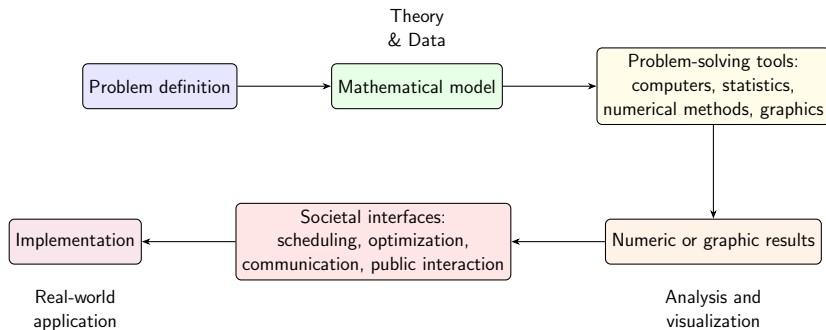 Theory
& Data
Problem definition
Mathematical model
Problem-solving tools:
computers, statistics,
numerical methods, graphics
Implementation
Societal interfaces:
scheduling, optimization,
communication, public interaction
Numeric or graphic results
Real-world
application
Analysis and
visualization